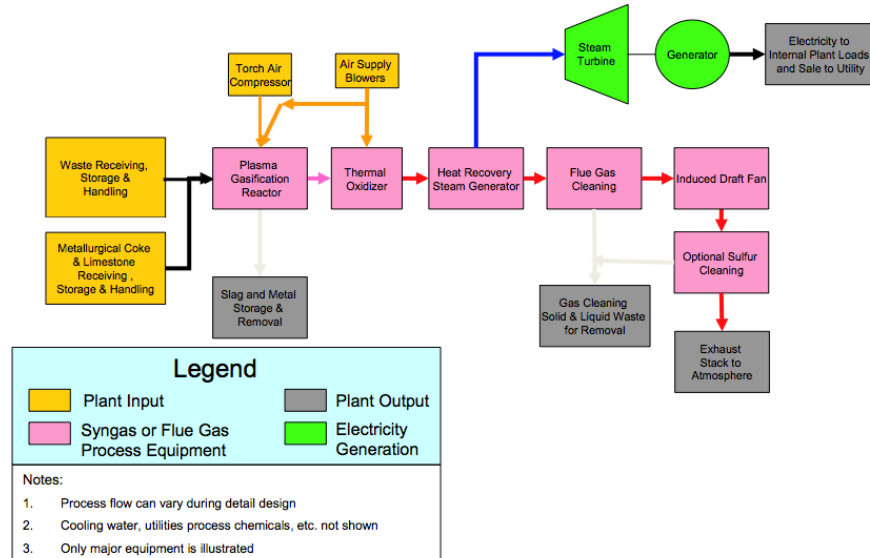 Torch Air
Compressor
Air Supply
Blowers
Steam
Turbine
Generator
Electricity to
Internal Plant Loads
and Sale to Utility
Waste Receiving,
Storage &
Handling
Plasma
Gasification
Reactor
Thermal
Oxidizer
Heat Recovery
Steam Generator
Flue Gas
Cleaning
Induced Draft Fan
Metallurgical Coke
& Limestone
Receiving ,
Storage & Handling
Optional Sulfur
Cleaning
Slag and Metal
Storage &
Removal
Gas Cleaning
Solid & Liquid Waste
for Removal
Exhaust
Stack to
Atmosphere
Legend
Plant Input
Plant Output
Syngas or Flue Gas
Process Equipment
Electricity
Generation
Notes:
1. Process flow can vary during detail design
2. Cooling water, utilities process chemicals, etc. not shown
3. Only major equipment is illustrated